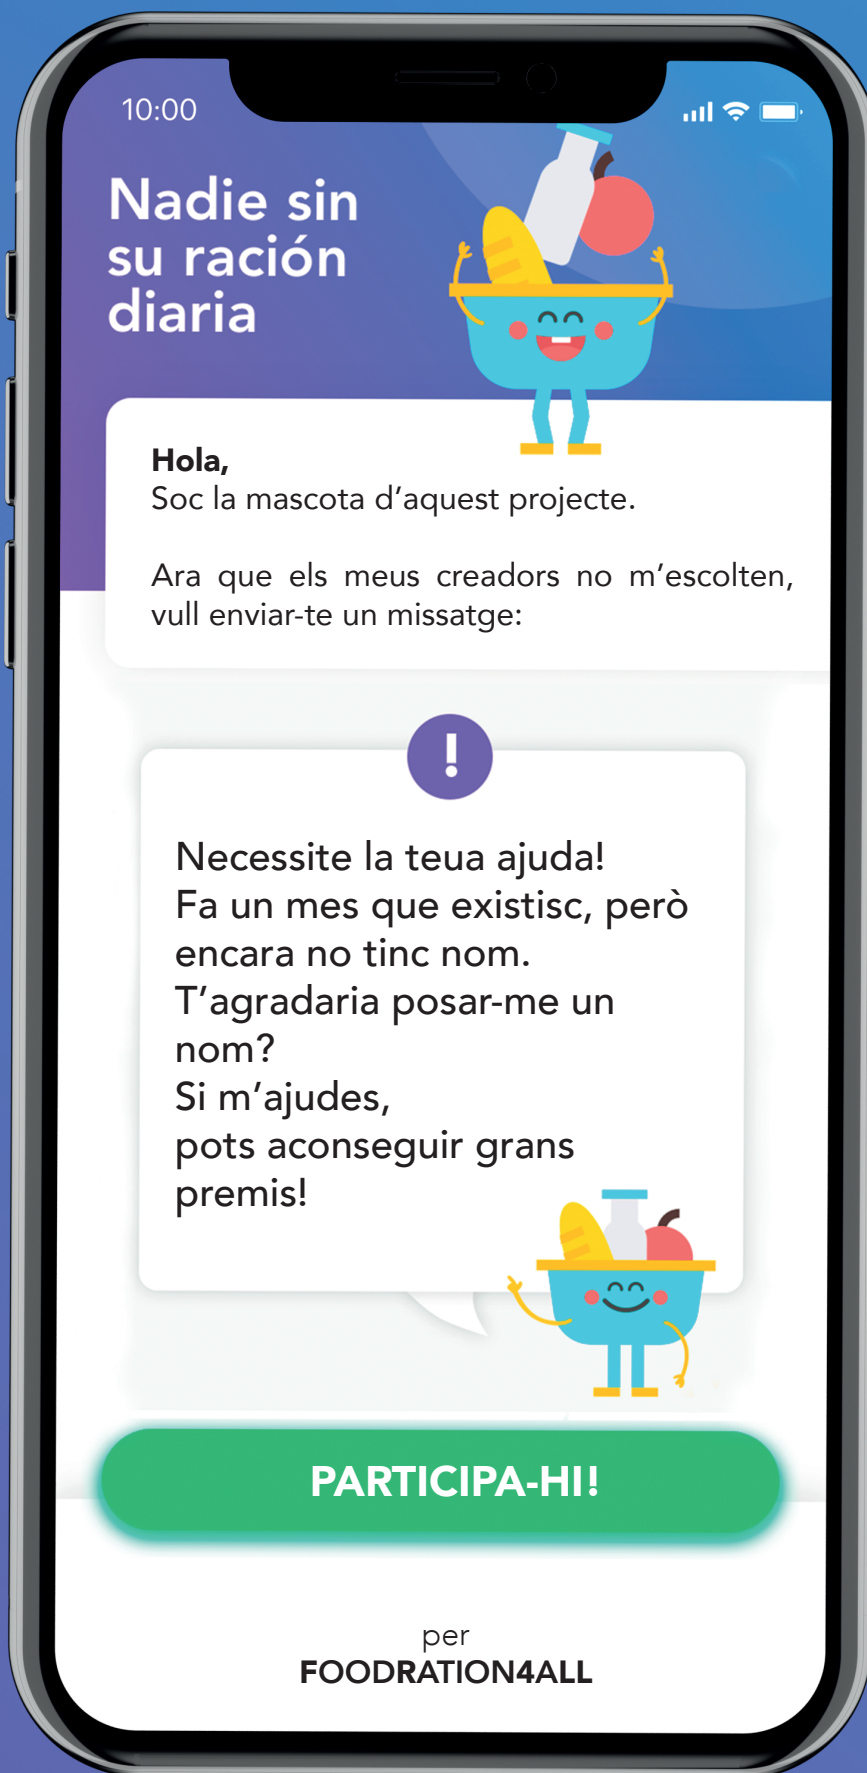 10:00
Nadie sin
su ración
diaria
Hola,
Soc la mascota d’aquest projecte.
Ara que els meus creadors no m’escolten,
vull enviar-te un missatge:
!
Necessite la teua ajuda!
Fa un mes que existisc, però
encara no tinc nom.
T’agradaria posar-me un
nom?
Si m’ajudes,
pots aconseguir grans
premis!
PARTICIPA-HI!
per
FOODRATION4ALL